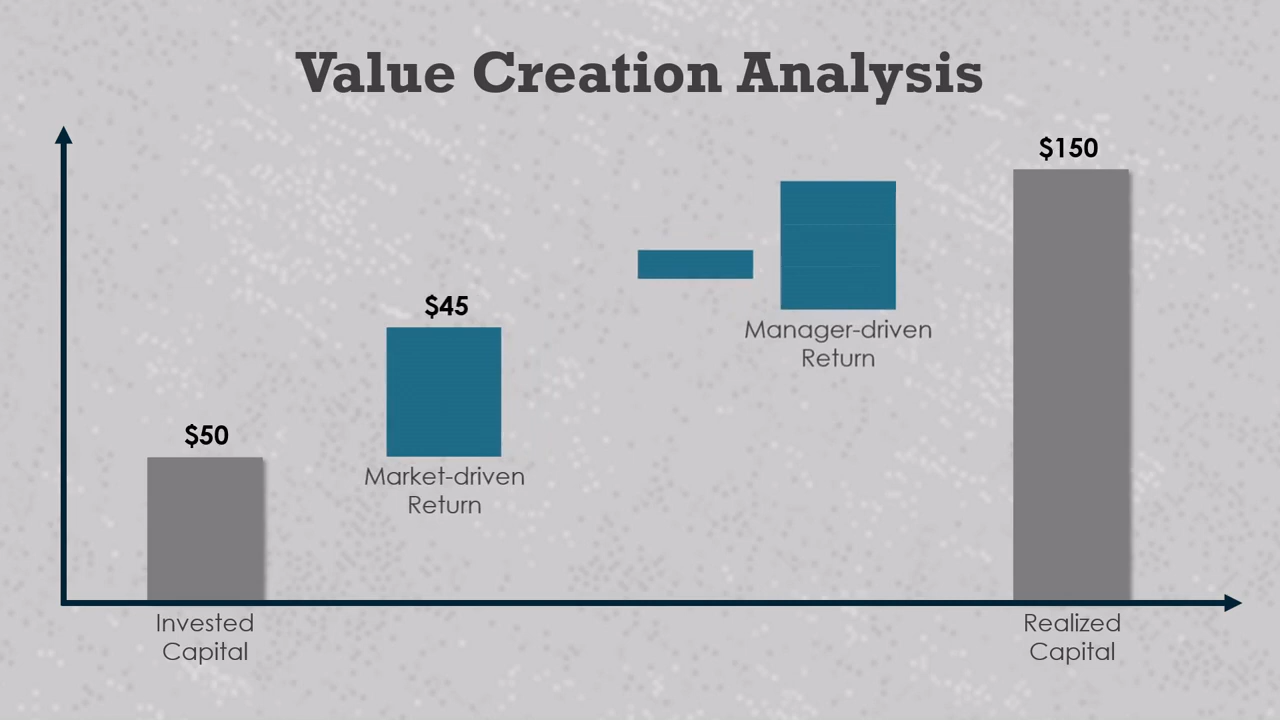 Value Creation Analysis
$150
$45
Manager-driven
Return
$50
Market-driven
Return
Invested
Capital
Realized
Capital